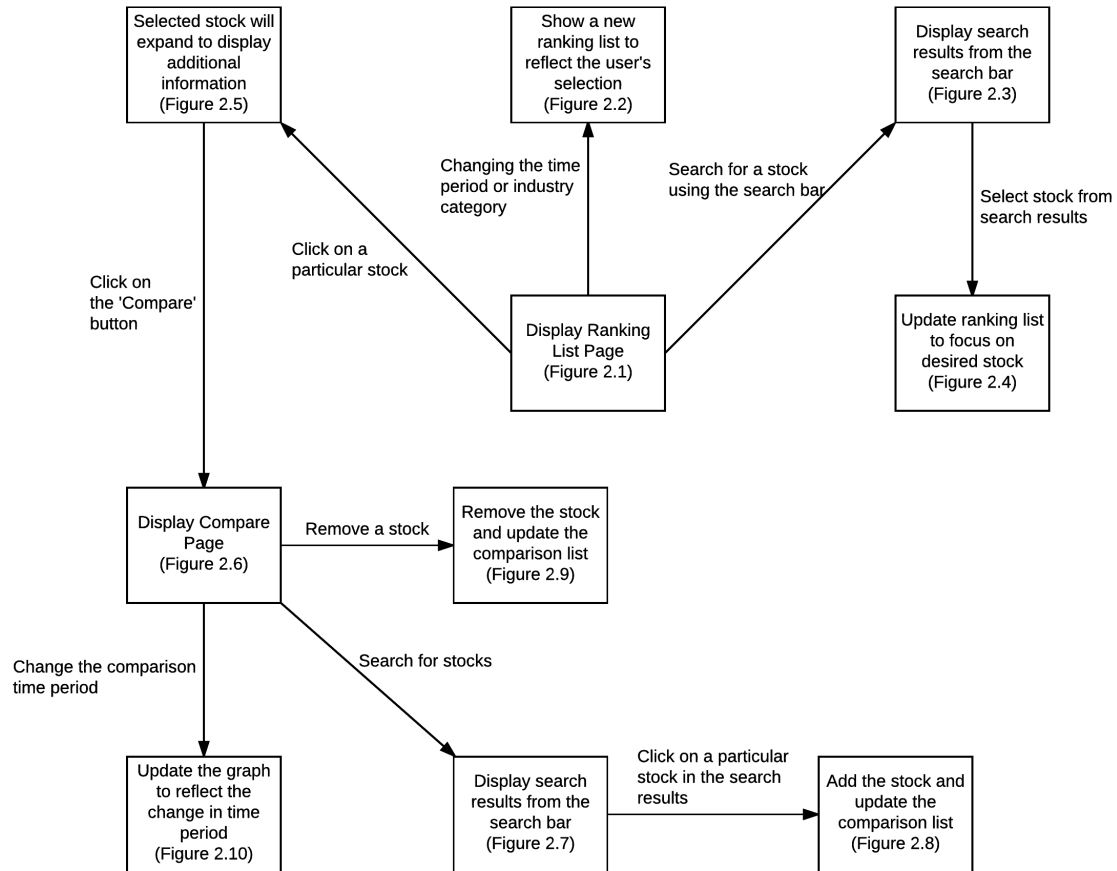 Selected stock will
expand to display
additional
information
(Figure 2.5)
Show a new
ranking list to
reflect the user's
selection
(Figure 2.2)
Display search
results from the
search bar
(Figure 2.3)
Changing the time
period or industry
category
Search for a stock
using the search bar
Select stock from
search results
Click on a
particular stock
Click on
the 'Compare'
button
Display Ranking
List Page
(Figure 2.1)
Update ranking list
to focus on
desired stock
(Figure 2.4)
Display Compare
Page
(Figure 2.6)
Remove a stock
Remove the stock
and update the
comparison list
(Figure 2.9)
Change the comparison
time period
Search for stocks
Update the graph
to reflect the
change in time
period
(Figure 2.10)
Display search
results from the
search bar
(Figure 2.7)
Click on a particular
stock in the search
results
Add the stock and
update the
comparison list
(Figure 2.8)